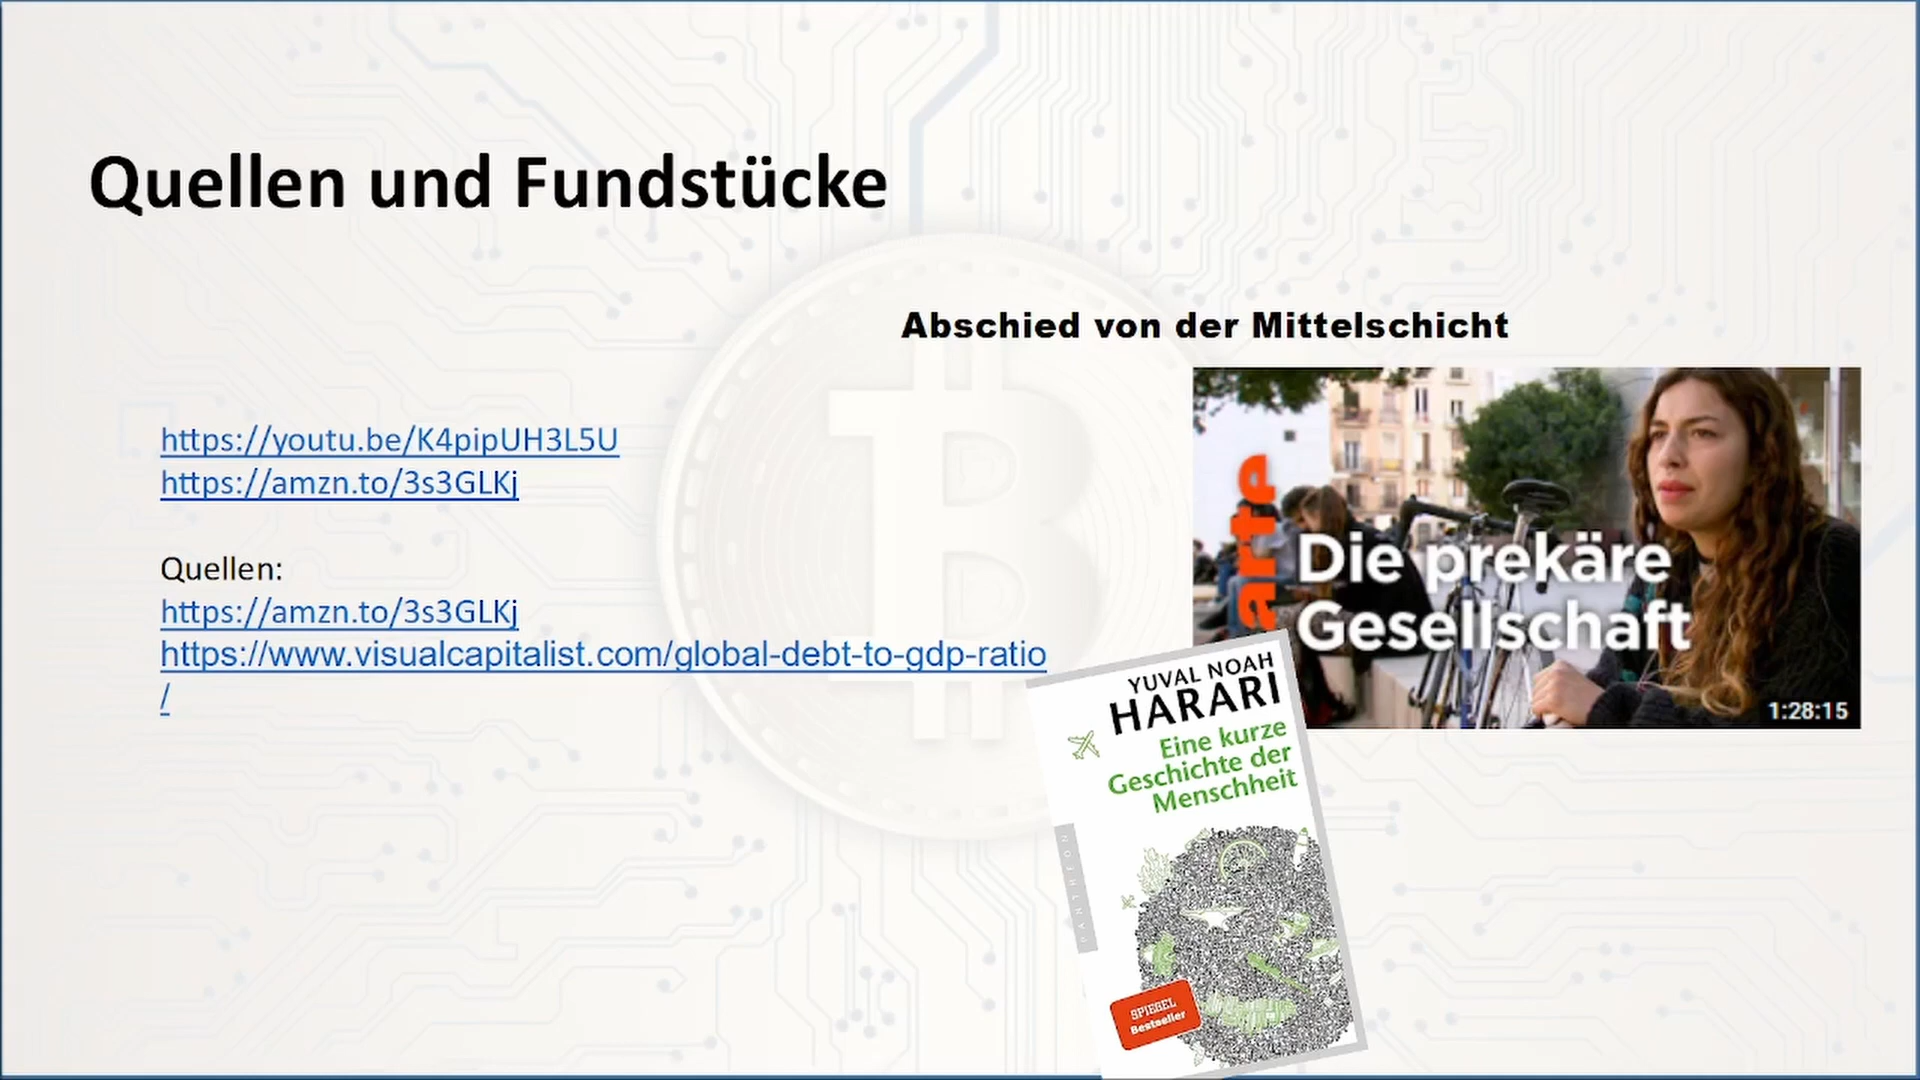 Quellen und Fundstücke
Abschied von der Mittelschicht
https://youtu.be/K4pipUH3L5U
https://amzn.to/3s3GLKj
Quellen:
https://amzn.to/3s3GLKj
https://www.visualcapitalist.com/global-debt-to-gdp-ratio
/
arte
Die prekäre
Gesellschaft
1:28:15
YUVAL NOAH
HARARI
Eine kurze
Geschichte der
Menschheit
PANTHEON
SPIEGEL
Bestseller